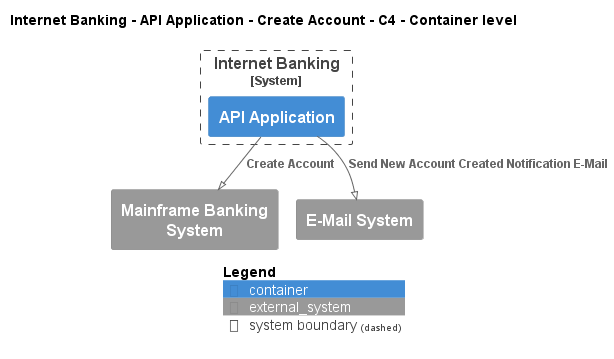 Internet Banking - API Application - Create Account - C4 - Container level
Internet Banking
[System]
API Application
Create Account
Send New Account Created Notification E-Mail
Mainframe Banking
System
E-Mail System
Legend
container
external_system
system boundary (dashed)